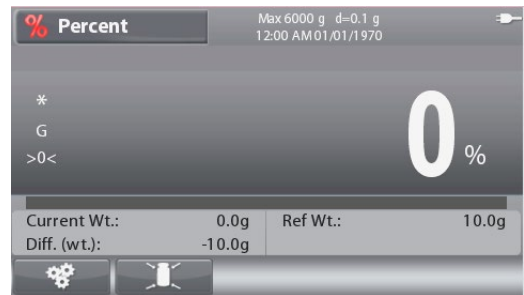 % Percent
Max 6000 g d=0.1 g
12:00 AM 01/01/1970
*
G
>0<
0 %
Current Wt.: 0.0g Ref Wt.: 10.0g
Diff. (wt.): -10.0g